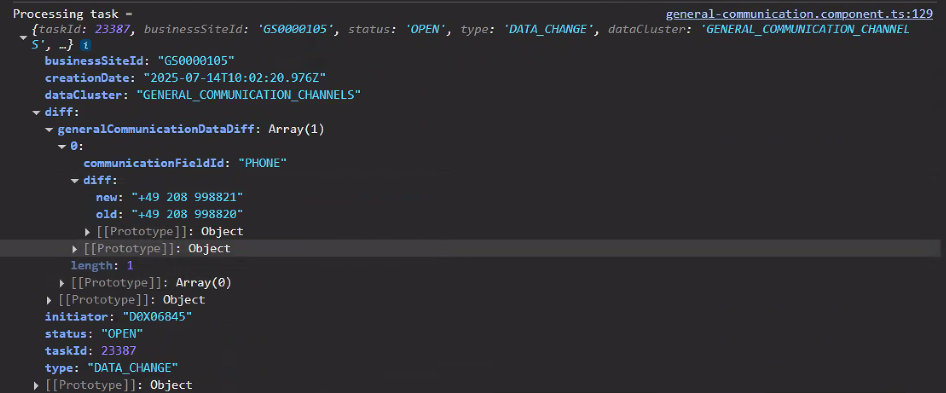 Processing task = general-communication.component.ts:129
{taskId: 23387, businessSiteId: 'GS0000105', status: 'OPEN', type: 'DATA_CHANGE', dataCluster: 'GENERAL_COMMUNICATION_CHANNEL
S', …} i
businessSiteId: "GS0000105"
creationDate: "2025-07-14T10:02:20.976Z"
dataCluster: "GENERAL_COMMUNICATION_CHANNELS"
diff:
generalCommunicationDataDiff: Array(1)
0:
communicationFieldId: "PHONE"
diff:
new: "+49 208 998821"
old: "+49 208 998820"
[[Prototype]]: Object
[[Prototype]]: Object
length: 1
[[Prototype]]: Array(0)
[[Prototype]]: Object
initiator: "D0X06845"
status: "OPEN"
taskId: 23387
type: "DATA_CHANGE"
[[Prototype]]: Object